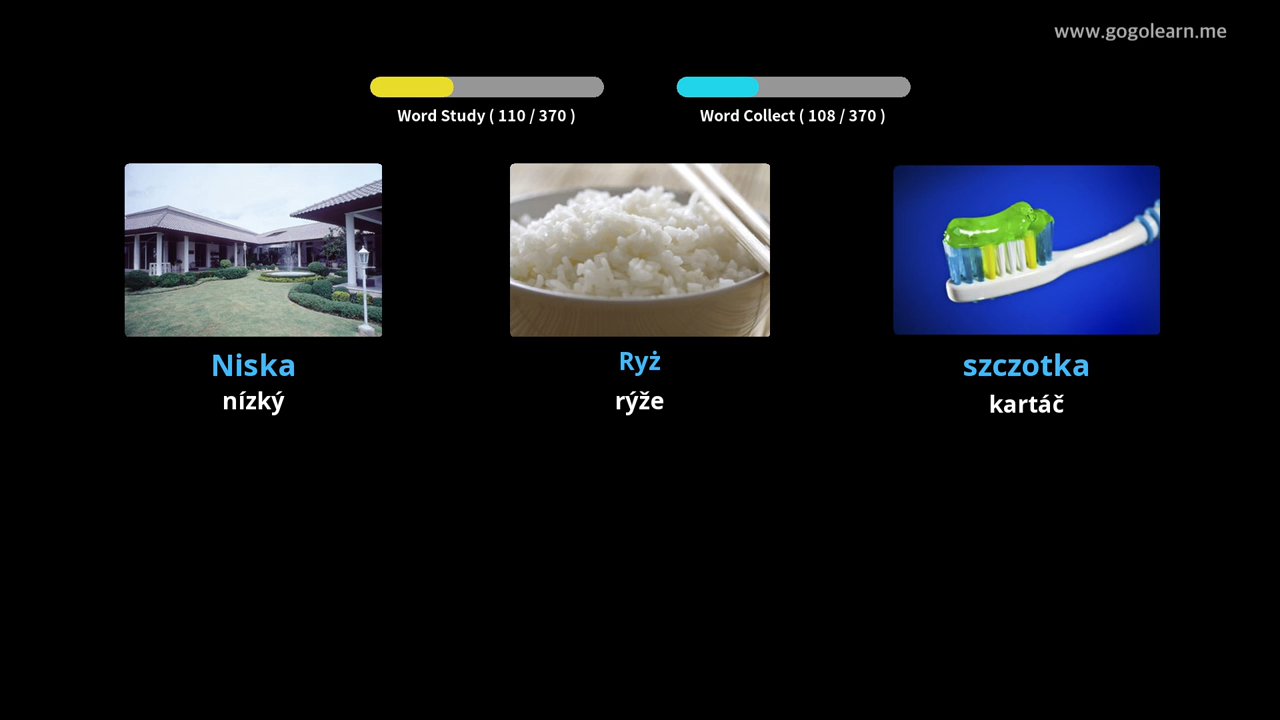 www.gogolearn.me
Word Study ( 110 / 370 )
Word Collect ( 108 / 370 )
Niska
nízký
Ryż
rýže
szczotka
kartáč